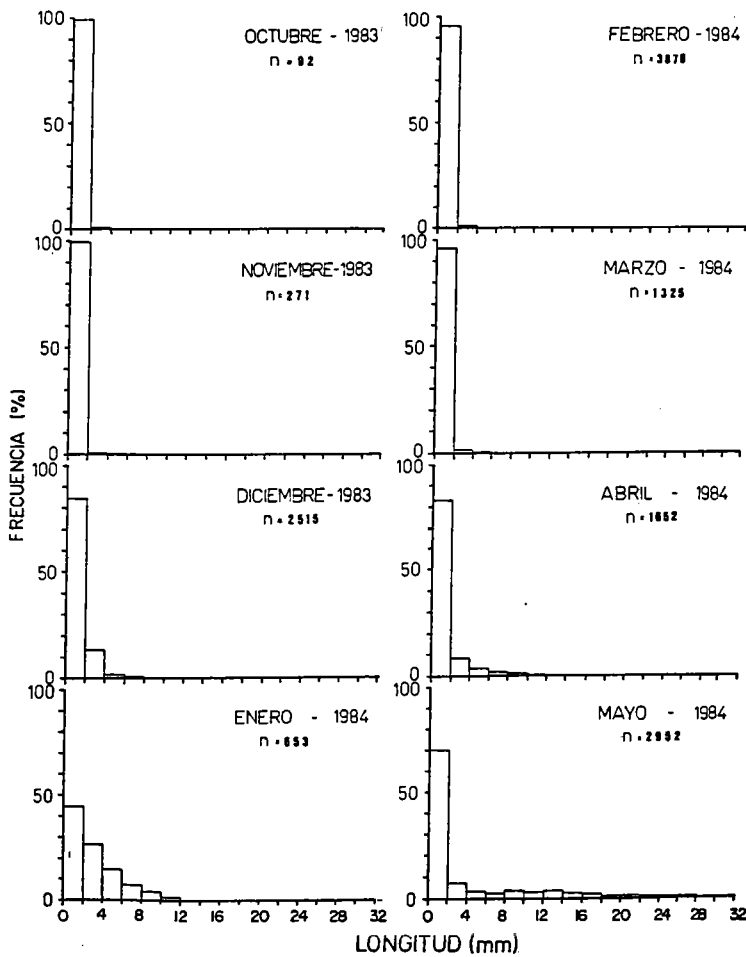 100
50
0
OCTUBRE - 1983
n = 92
100
50
0
FEBRERO - 1984
n = 3878
100
50
0
NOVIEMBRE - 1983
n = 271
100
50
0
MARZO - 1984
n = 1325
100
50
0
DICIEMBRE - 1983
n = 2515
100
50
0
ABRIL - 1984
n = 1652
100
50
0
ENERO - 1984
n = 653
0 4 8 12 16 20 24 28 32
100
50
0
MAYO - 1984
n = 2952
0 4 8 12 16 20 24 28 32
FRECUENCIA (%)
LONGITUD (mm)